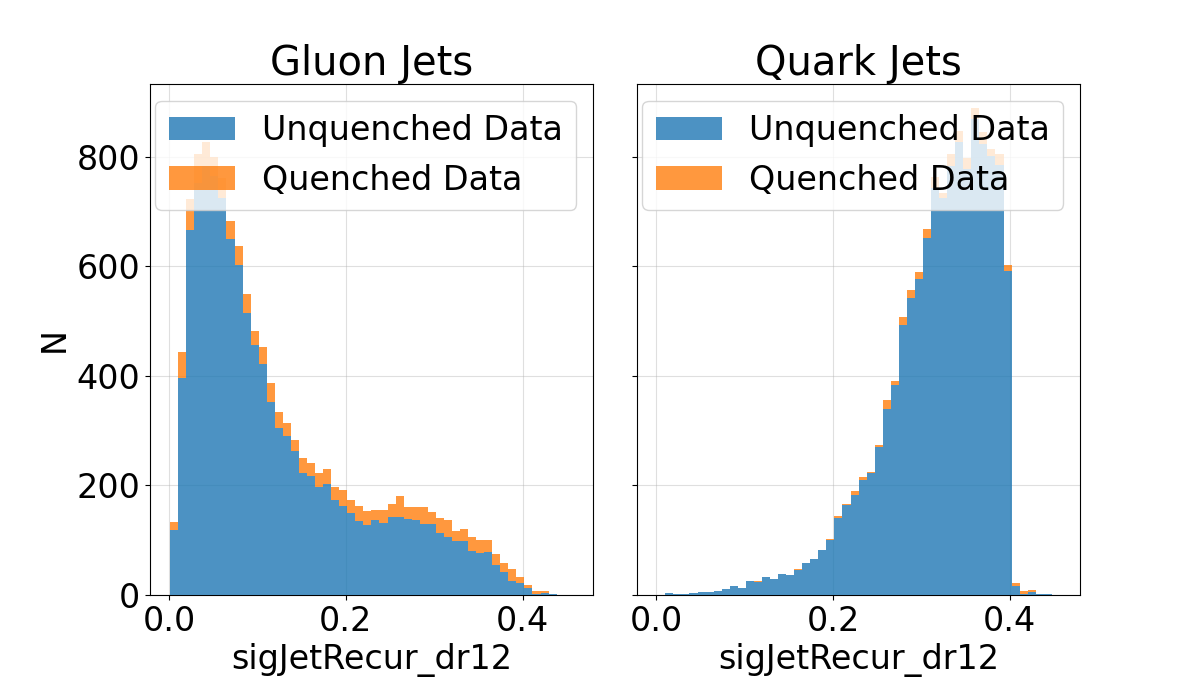 Gluon Jets
Unquenched Data
Quenched Data
N
0
200
400
600
800
0.0
0.2
0.4
sigJetRecur_dr12
Quark Jets
Unquenched Data
Quenched Data
0.0
0.2
0.4
sigJetRecur_dr12